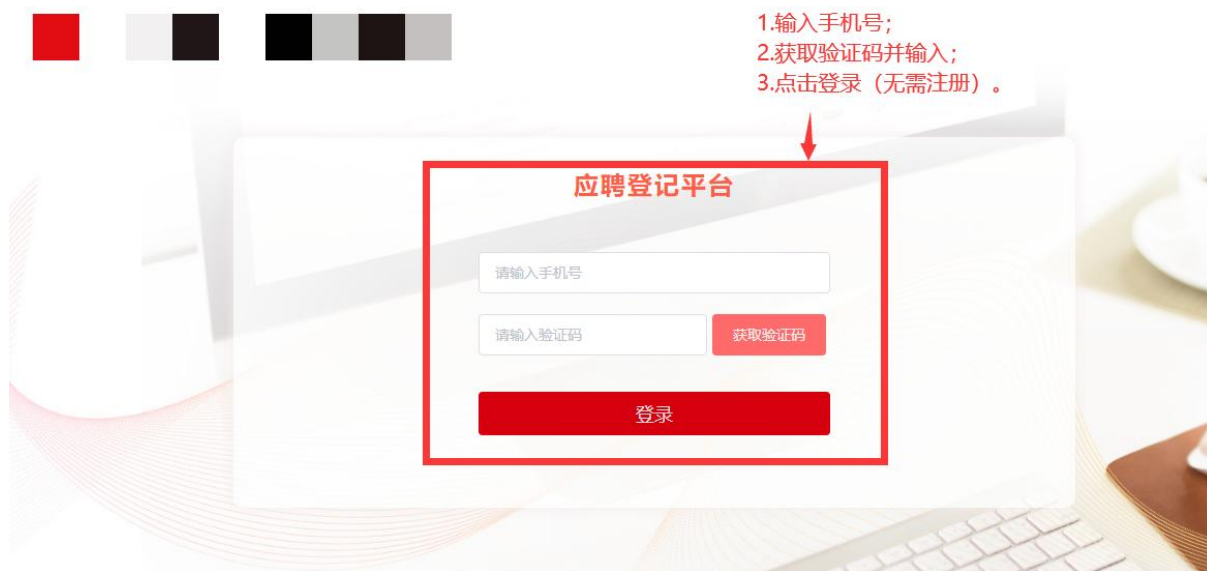 1.输入手机号；
2.获取验证码并输入；
3.点击登录（无需注册）。
应聘登记平台
请输入手机号
请输入验证码
获取验证码
登录